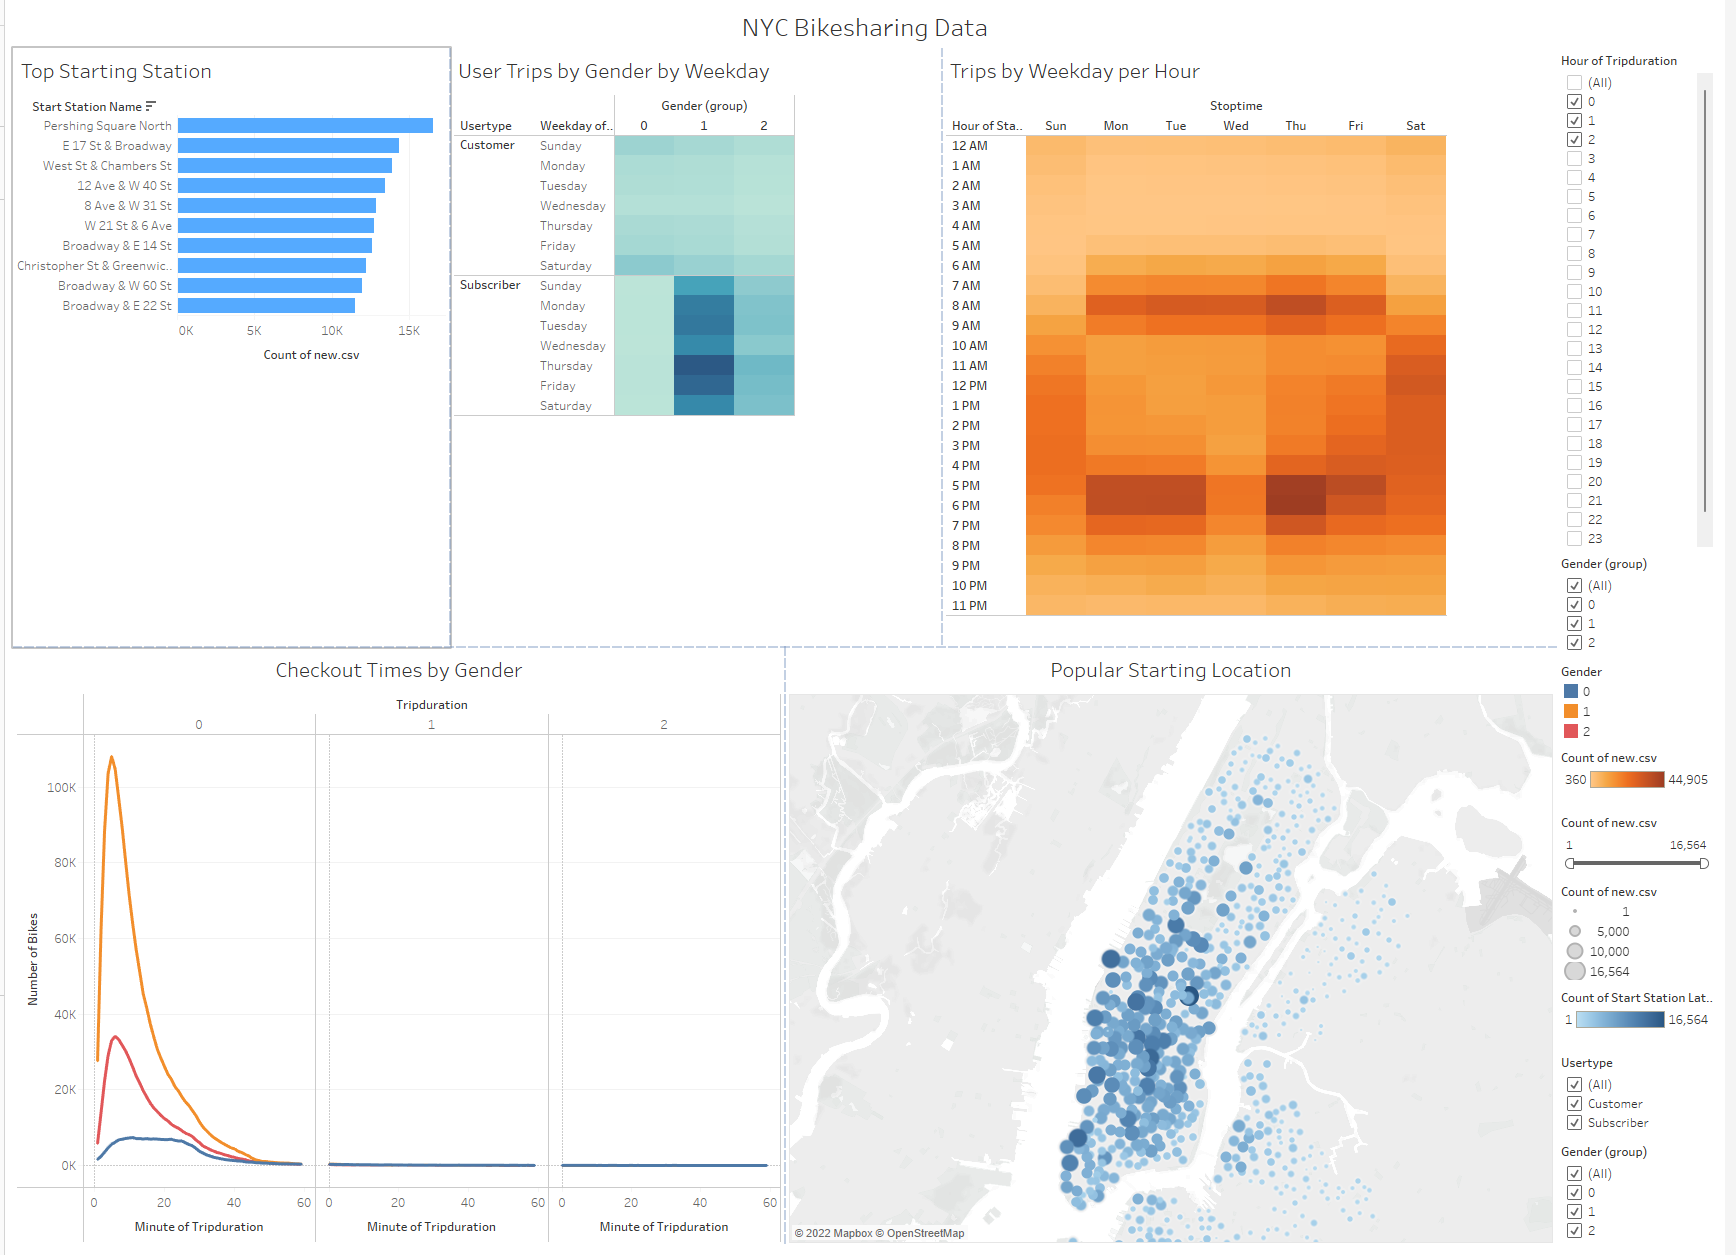 NYC Bikesharing Data
Top Starting Station
Start Station Name
Pershing Square North
E 17 St & Broadway
West St & Chambers St
12 Ave & W 40 St
8 Ave & W 31 St
W 21 St & 6 Ave
Broadway & E 14 St
Christopher St & Greenwic..
Broadway & W 60 St
Broadway & E 22 St
0K 5K 10K 15K
Count of new.csv
User Trips by Gender by Weekday
Gender (group)
Usertype Weekday of.. 0 1 2
Customer Sunday
Monday
Tuesday
Wednesday
Thursday
Friday
Saturday
Subscriber Sunday
Monday
Tuesday
Wednesday
Thursday
Friday
Saturday
Trips by Weekday per Hour
Stoptime
Hour of Sta.. Sun Mon Tue Wed Thu Fri Sat
12 AM
1 AM
2 AM
3 AM
4 AM
5 AM
6 AM
7 AM
8 AM
9 AM
10 AM
11 AM
12 PM
1 PM
2 PM
3 PM
4 PM
5 PM
6 PM
7 PM
8 PM
9 PM
10 PM
11 PM
Hour of Tripduration
(All)
0
1
2
3
4
5
6
7
8
9
10
11
12
13
14
15
16
17
18
19
20
21
22
23
Gender (group)
(All)
0
1
2
Gender
0
1
2
Count of new.csv
360 44,905
Count of new.csv
1 16,564
Count of new.csv
1
5,000
10,000
16,564
Count of Start Station Lat..
1 16,564
Usertype
(All)
Customer
Subscriber
Gender (group)
(All)
0
1
2
Checkout Times by Gender
Tripduration
0 1 2
100K
80K
60K
40K
20K
0K
Number of Bikes
0 20 40 60 0 20 40 60 0 20 40 60
Minute of Tripduration Minute of Tripduration Minute of Tripduration
Popular Starting Location
© 2022 Mapbox © OpenStreetMap